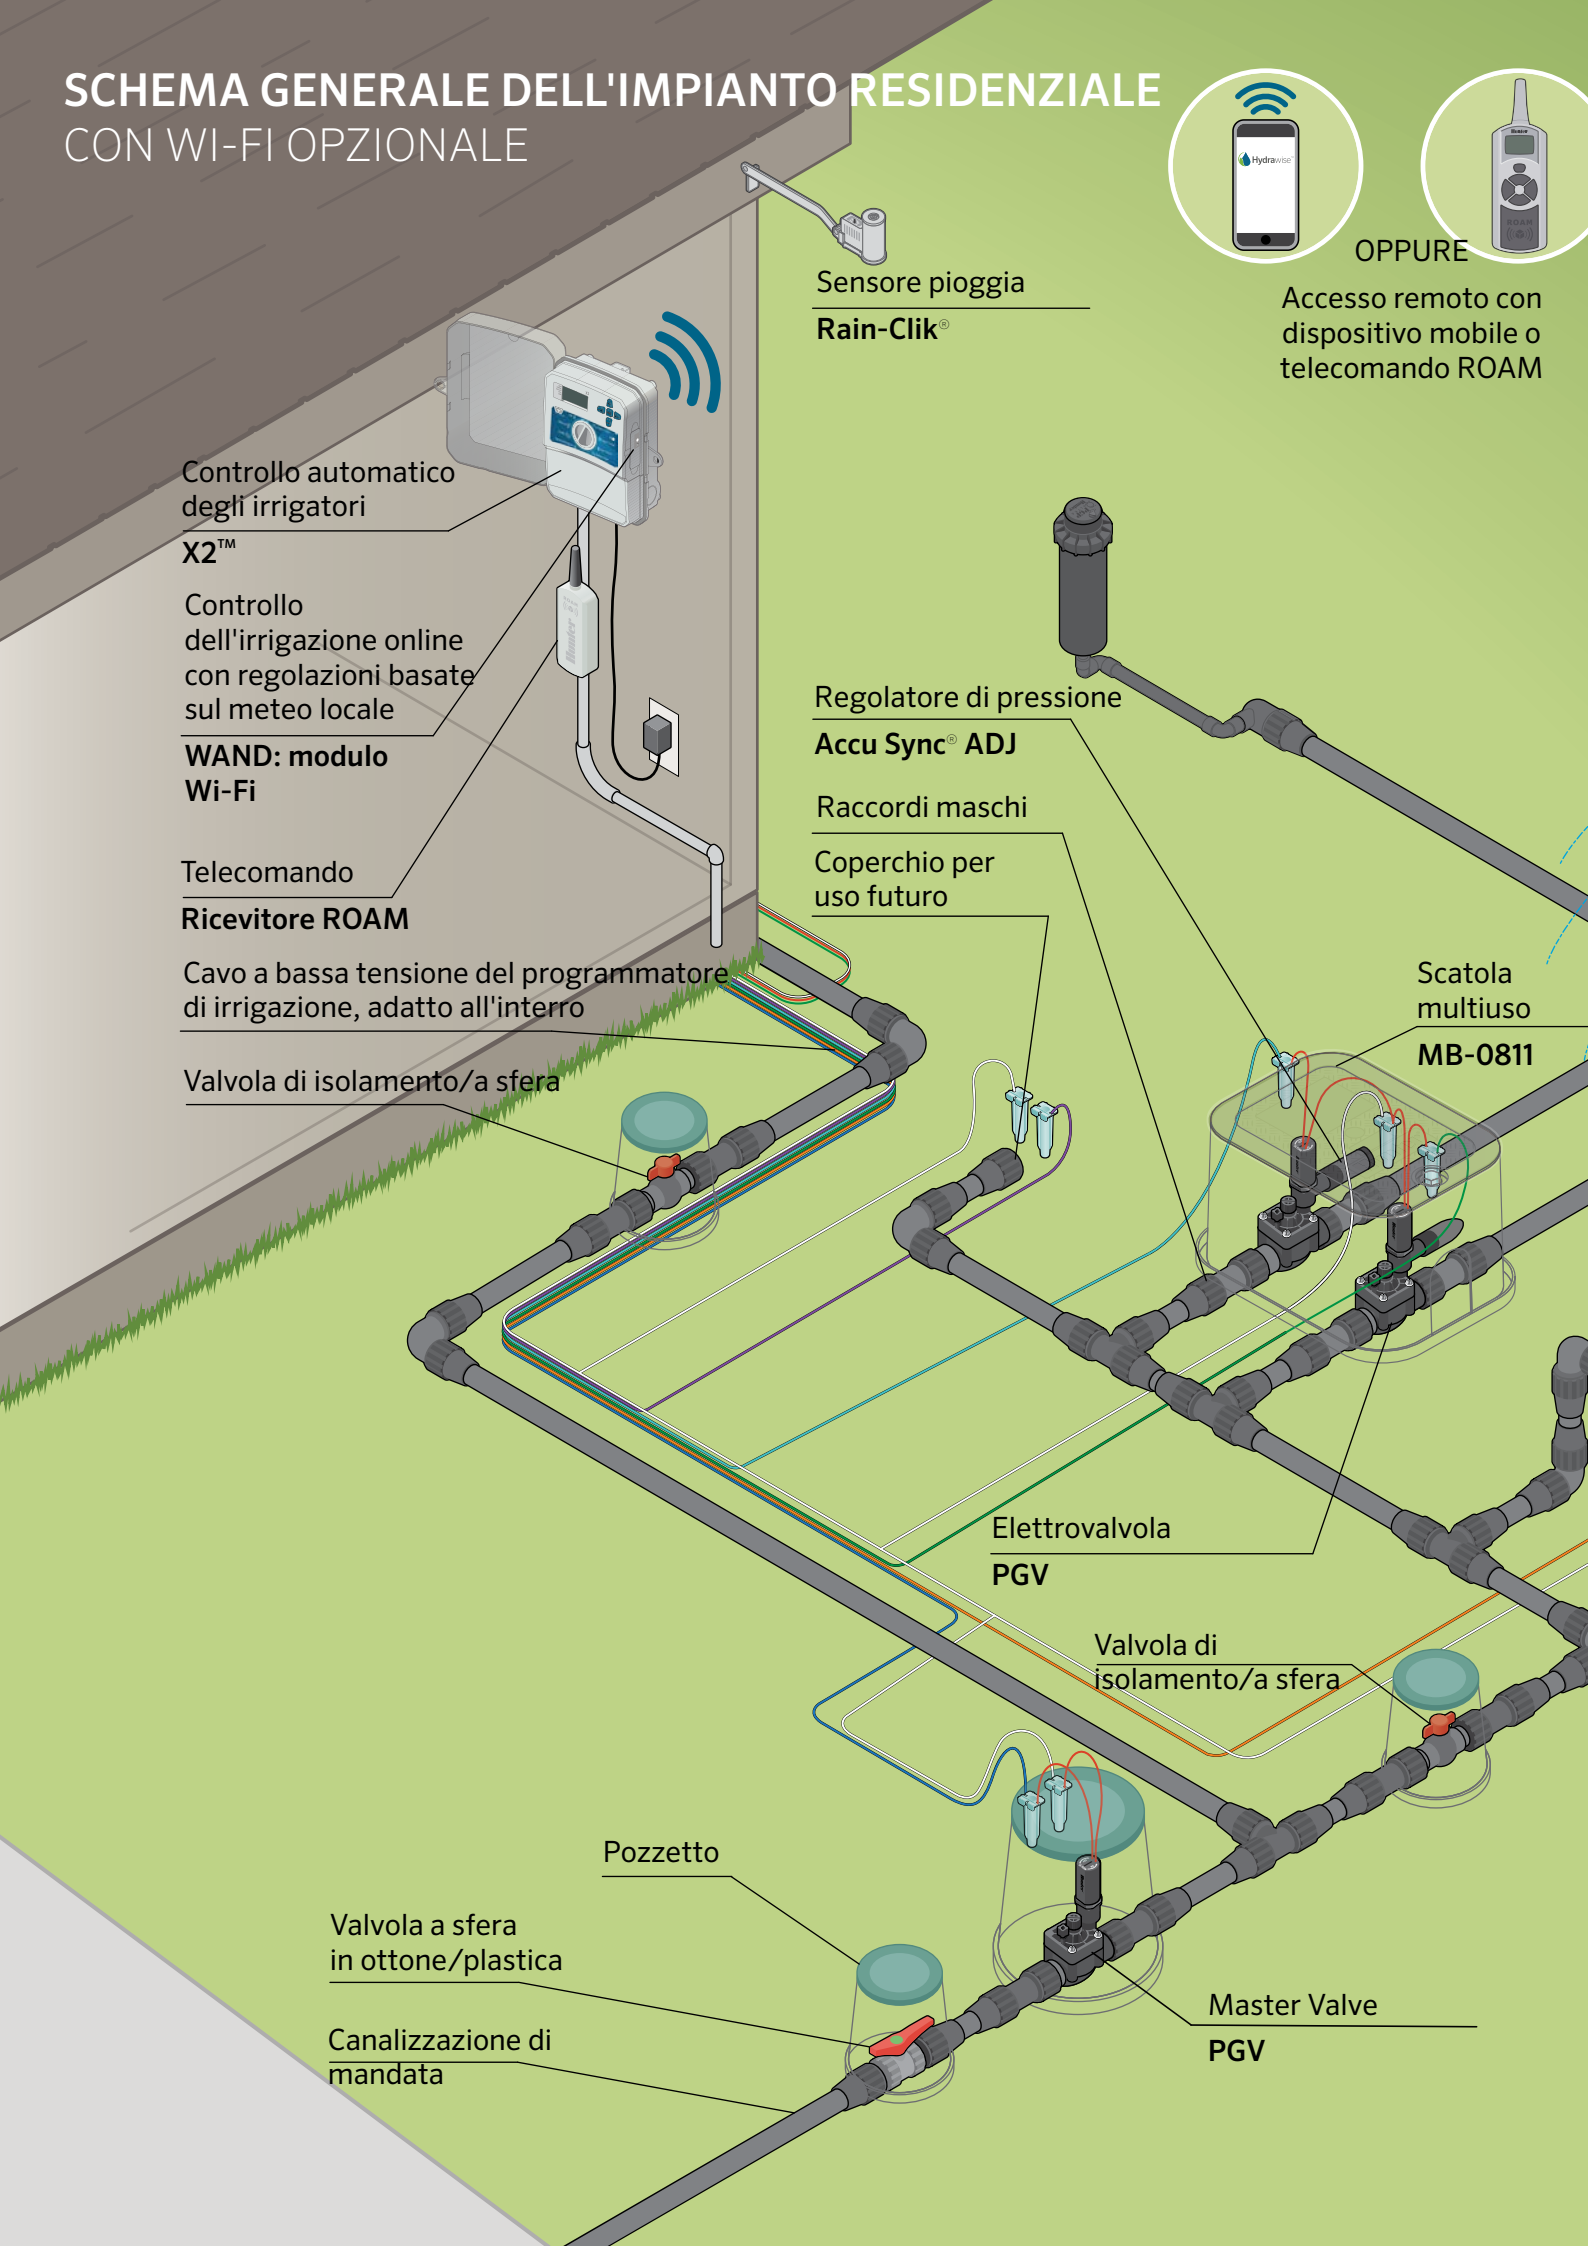 SCHEMA GENERALE DELL'IMPIANTO RESIDENZIALE
CON WI-FI OPZIONALE
Hydrawise™
Hunter
ROAM
OPPURE
Accesso remoto con
dispositivo mobile o
telecomando ROAM
Sensore pioggia
Rain-Clik®
Controllo automatico
degli irrigatori
X2™
Controllo
dell'irrigazione online
con regolazioni basate
sul meteo locale
WAND: modulo
Wi-Fi
Hunter
Telecomando
Ricevitore ROAM
Cavo a bassa tensione del programmatore
di irrigazione, adatto all'interro
Valvola di isolamento/a sfera
Regolatore di pressione
Accu Sync® ADJ
Raccordi maschi
Coperchio per
uso futuro
Scatola
multiuso
MB-0811
Elettrovalvola
PGV
Valvola di
isolamento/a sfera
Pozzetto
Valvola a sfera
in ottone/plastica
Canalizzazione di
mandata
Master Valve
PGV